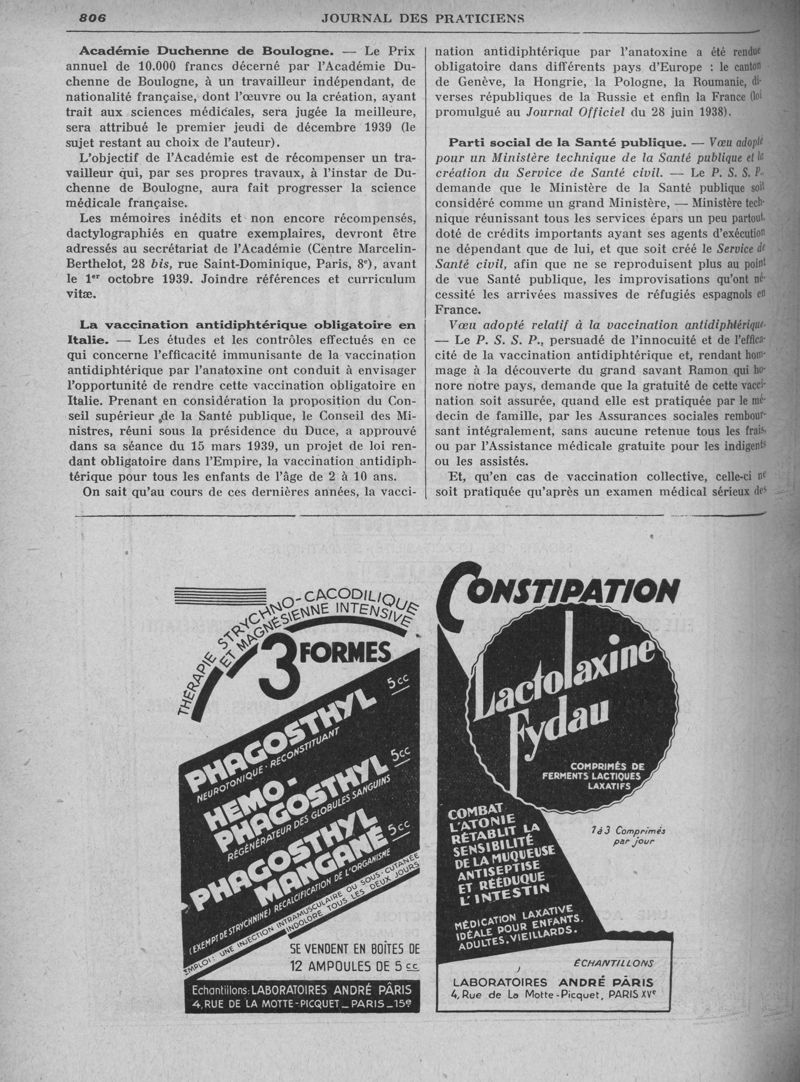 806
JOURNAL DES PRATICIENS
Académie Duchenne de Boulogne. — Le Prix
annuel de 10.000 francs décerné par l'Académie Du-
chenne de Boulogne, à un travailleur indépendant, de
nationalité française, dont l'œuvre ou la création, ayant
trait aux sciences médicales, sera jugée la meilleure,
sera attribué le premier jeudi de décembre 1939 (le
sujet restant au choix de l'auteur).
L'objectif de l'Académie est de récompenser un tra-
vailleur qui, par ses propres travaux, à l'instar de Du-
chenne de Boulogne, aura fait progresser la science
médicale française.
Les mémoires inédits et non encore récompensés,
dactylographiés en quatre exemplaires, devront être
adressés au secrétariat de l'Académie (Centre Marcelin-
Berthelot, 28 bis, rue Saint-Dominique, Paris, 8e), avant
le 1er octobre 1939. Joindre références et curriculum
vitæ.
La vaccination antidiphtérique obligatoire en
Italie. — Les études et les contrôles effectués en ce
qui concerne l'efficacité immunisante de la vaccination
antidiphtérique par l'anatoxine ont conduit à envisager
l'opportunité de rendre cette vaccination obligatoire en
Italie. Prenant en considération la proposition du Con-
seil supérieur de la Santé publique, le Conseil des Mi-
nistres, réuni sous la présidence du Duce, a approuvé
dans sa séance du 15 mars 1939, un projet de loi ren-
dant obligatoire dans l'Empire, la vaccination antidiph-
térique pour tous les enfants de l'âge de 2 à 10 ans.
On sait qu'au cours de ces dernières années, la vacci-
nation antidiphtérique par l'anatoxine a été rendue
obligatoire dans différents pays d'Europe : le canton
de Genève, la Hongrie, la Pologne, la Roumanie, di-
verses républiques de la Russie et enfin la France (loi
promulgué au Journal Officiel du 28 juin 1938).
Parti social de la Santé publique. — Vœu adopté
pour un Ministère technique de la Santé publique et la
création du Service de Santé civil. — Le P. S. S. P.
demande que le Ministère de la Santé publique soit
considéré comme un grand Ministère, — Ministère tech-
nique réunissant tous les services épars un peu partout,
doté de crédits importants ayant ses agents d'exécution
ne dépendant que de lui, et que soit créé le Service de
Santé civil, afin que ne se reproduisent plus au point
de vue Santé publique, les improvisations qu'ont né-
cessité les arrivées massives de réfugiés espagnols en
France.
Vœu adopté relatif à la vaccination antidiphtérique.
— Le P. S. S. P., persuadé de l'innocuité et de l'effica-
cité de la vaccination antidiphtérique et, rendant hom-
mage à la découverte du grand savant Ramon qui ho-
nore notre pays, demande que la gratuité de cette vacci-
nation soit assurée, quand elle est pratiquée par le mé-
decin de famille, par les Assurances sociales rembour-
sant intégralement, sans aucune retenue tous les frais,
ou par l'Assistance médicale gratuite pour les indigents
ou les assistés.
Et, qu'en cas de vaccination collective, celle-ci ne
soit pratiquée qu'après un examen médical sérieux des
THÉRAPIE STRYCHNO-CACODILIQUE
ET MAGNÉSIENNE INTENSIVE
3 FORMES
PHAGOSTHYL 5cc
NEUROTONIQUE-RECONSTITUANT
HEMO-
PHAGOSTHYL 5cc
RÉGÉNÉRATEUR DES GLOBULES SANGUINS
PHAGOSTHYL
MANGANÉ 5cc
(EXEMPT DE STRYCHNINE) RECALCIFICATION DE L'ORGANISME
EMPLOI: UNE INJECTION INTRAMUSCULAIRE OU SOUS-CUTANÉE
INDOLORE TOUS LES DEUX JOURS
SE VENDENT EN BOÎTES DE
12 AMPOULES DE 5 cc
Echantillons: LABORATOIRES ANDRÉ PÂRIS
4, RUE DE LA MOTTE-PICQUET _ PARIS _ 15e
CONSTIPATION
Lactolaxine
Fydau
COMPRIMÉS DE
FERMENTS LACTIQUES
LAXATIFS
COMBAT
L'ATONIE
RÉTABLIT LA
SENSIBILITÉ
DE LA MUQUEUSE
ANTISEPTISE
ET RÉÉDUQUE
L'INTESTIN
1 à 3 Comprimés
par jour
MÉDICATION LAXATIVE
IDÉALE POUR ENFANTS.
ADULTES. VIEILLARDS.
ÉCHANTILLONS
LABORATOIRES ANDRÉ PÂRIS
4, Rue de La Motte-Picquet, PARIS XVe